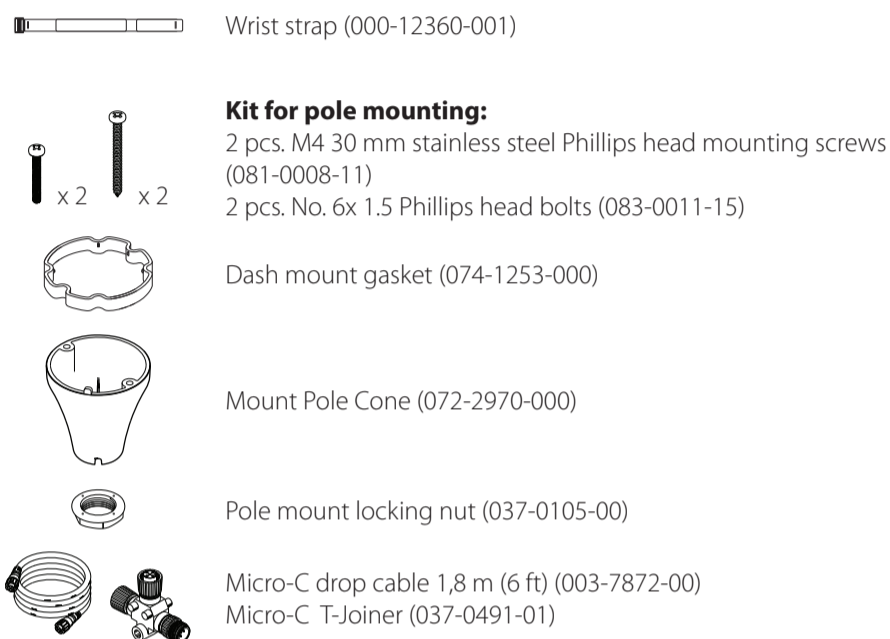 Wrist strap (000-12360-001)
Kit for pole mounting:
2 pcs. M4 30 mm stainless steel Phillips head mounting screws
(081-0008-11)
x 2
x 2
2 pcs. No. 6x 1.5 Phillips head bolts (083-0011-15)
Dash mount gasket (074-1253-000)
Mount Pole Cone (072-2970-000)
Pole mount locking nut (037-0105-00)
Micro-C drop cable 1,8 m (6 ft) (003-7872-00)
Micro-C T-Joiner (037-0491-01)